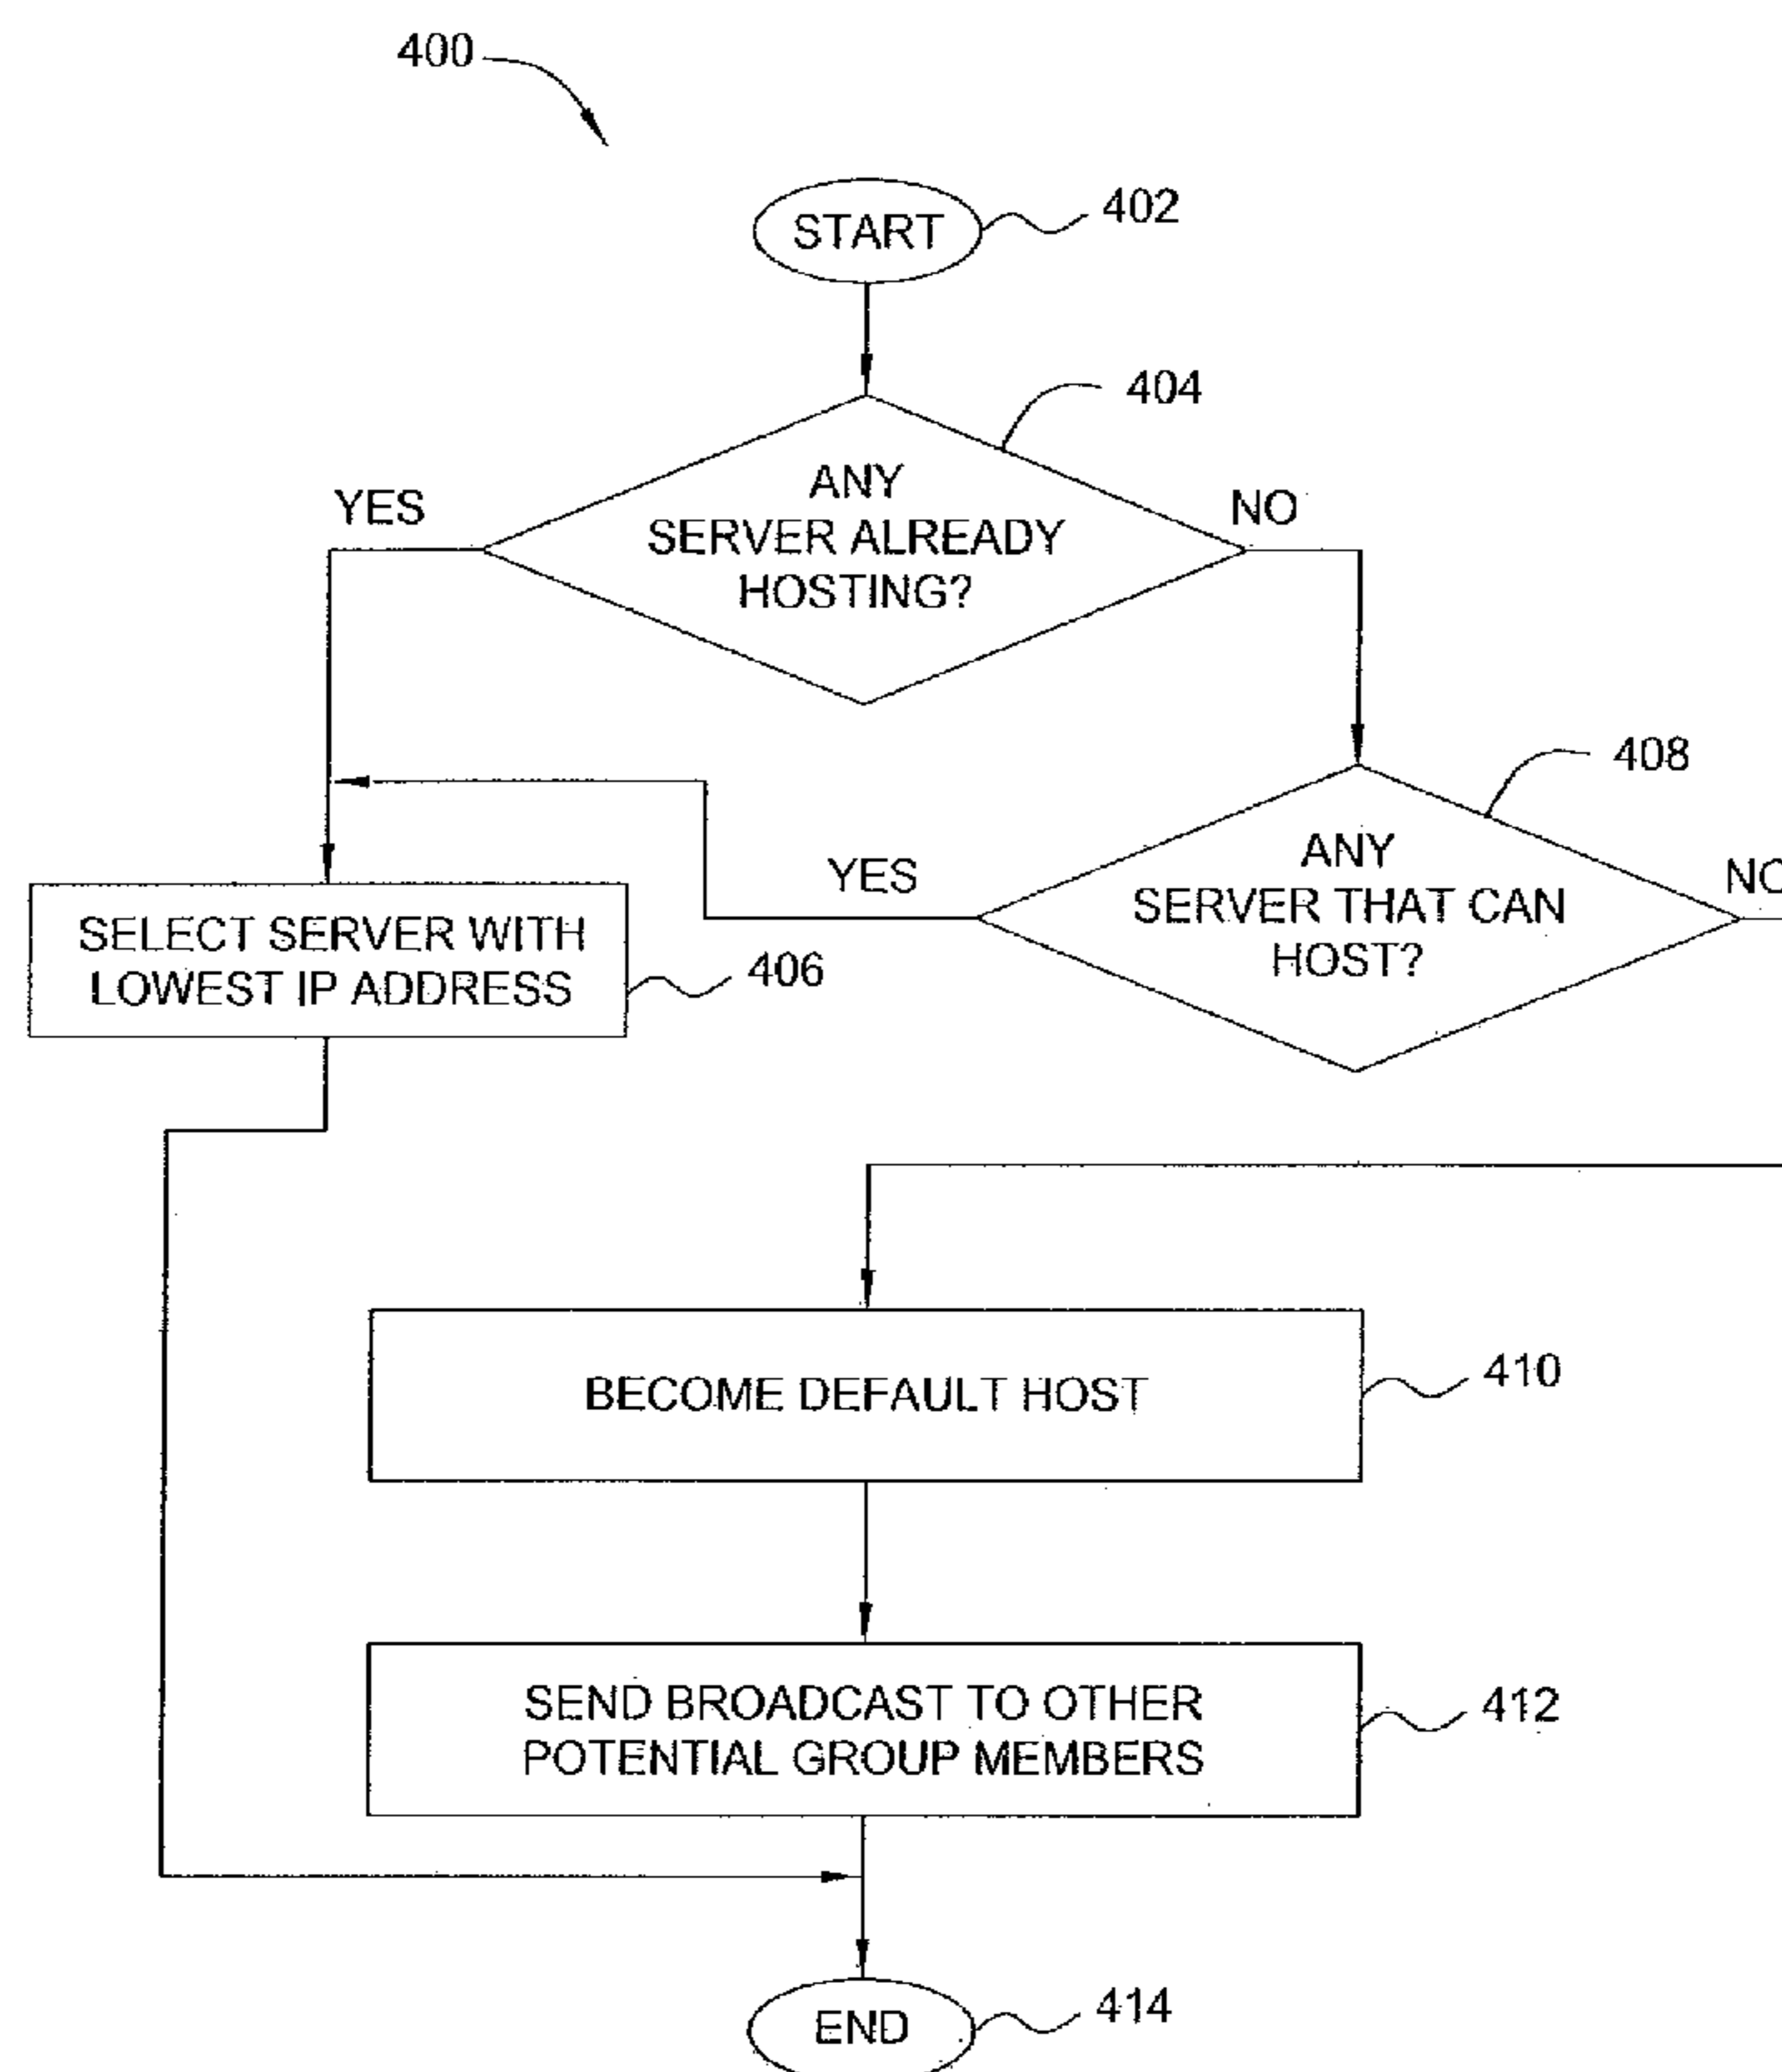 400
START
402
404
ANY
SERVER ALREADY
HOSTING?
YES
NO
408
ANY
SERVER THAT CAN
HOST?
YES
NO
SELECT SERVER WITH
LOWEST IP ADDRESS
406
BECOME DEFAULT HOST
410
SEND BROADCAST TO OTHER
POTENTIAL GROUP MEMBERS
412
END
414